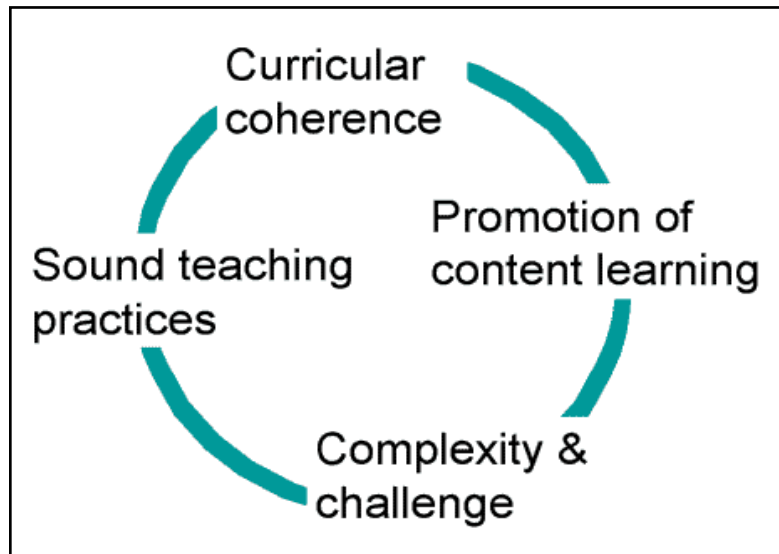 Curricular
coherence
Promotion of
content learning
Sound teaching
practices
Complexity &
challenge